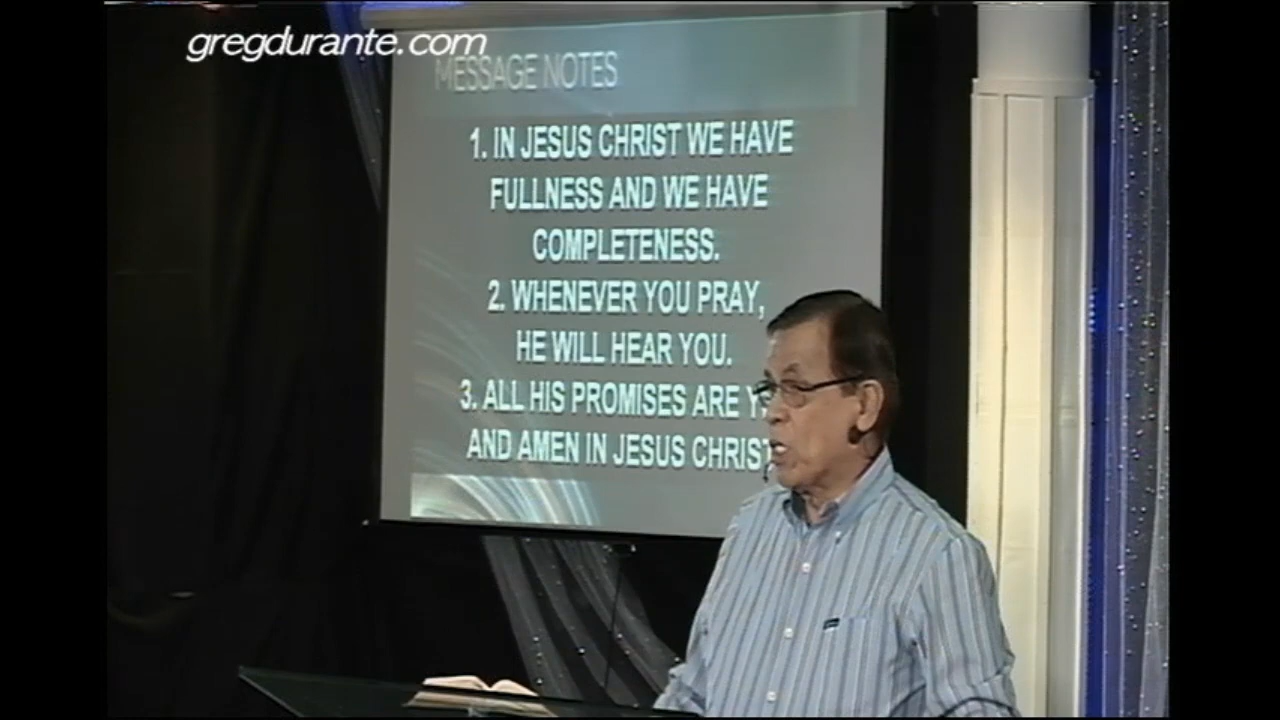 gregdurante.com
MESSAGE NOTES
1. IN JESUS CHRIST WE HAVE
FULLNESS AND WE HAVE
COMPLETENESS.
2. WHENEVER YOU PRAY,
HE WILL HEAR YOU.
3. ALL HIS PROMISES ARE
AND AMEN IN JESUS CHRIST